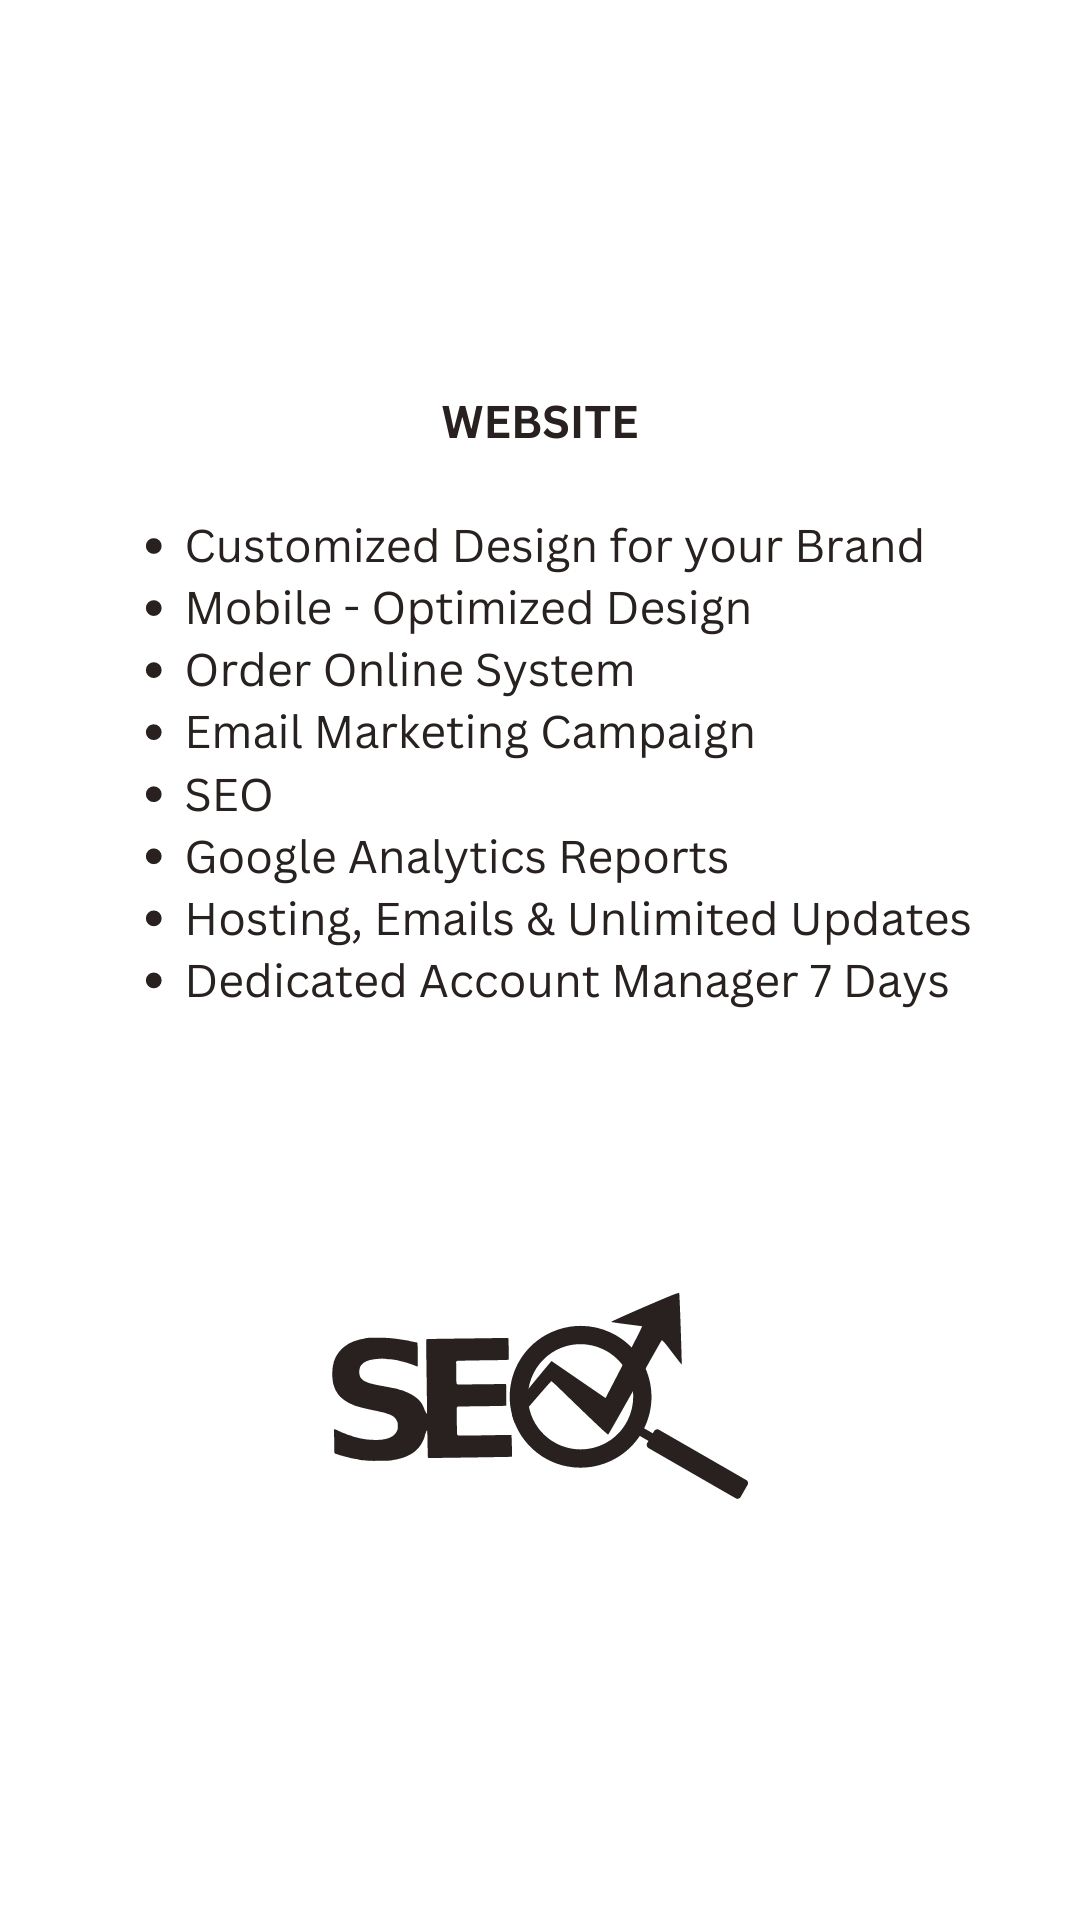 WEBSITE
• Customized Design for your Brand
• Mobile - Optimized Design
• Order Online System
• Email Marketing Campaign
• SEO
• Google Analytics Reports
• Hosting, Emails & Unlimited Updates
• Dedicated Account Manager 7 Days
SEO